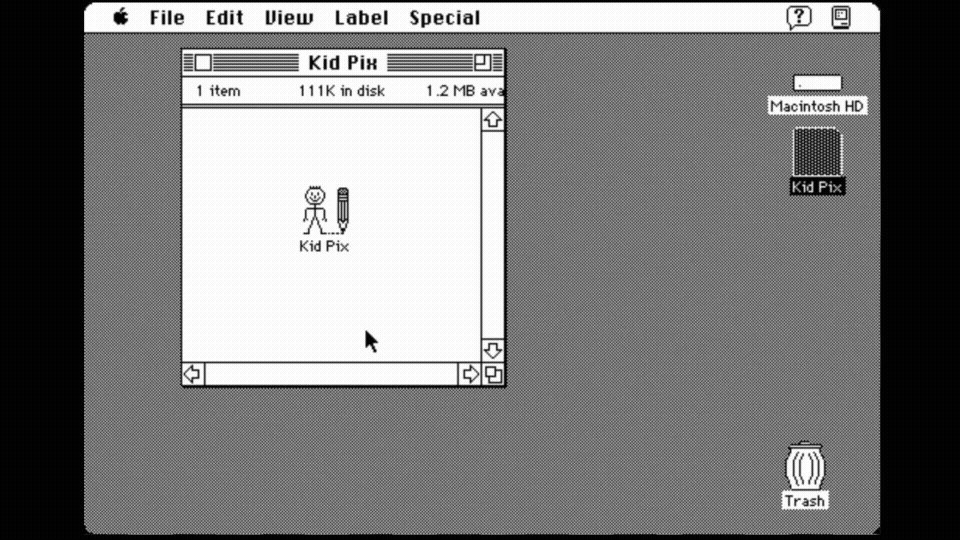 File Edit View Label Special
Kid Pix
1 item 111K in disk 1.2 MB ava
Macintosh HD
Kid Pix
Kid Pix
Trash